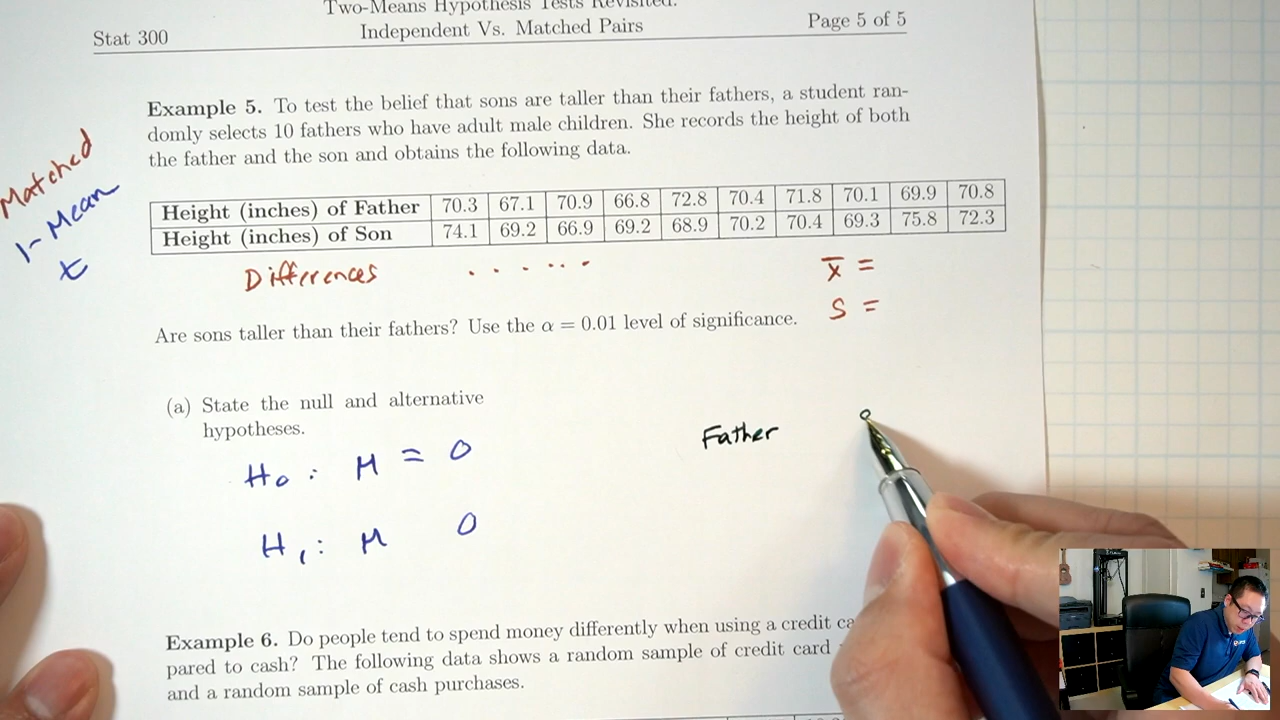 Two-Means Hypothesis Tests Revisited:
Stat 300
Independent Vs. Matched Pairs
Page 5 of 5
Example 5. To test the belief that sons are taller than their fathers, a student ran-
domly selects 10 fathers who have adult male children. She records the height of both
the father and the son and obtains the following data.
Matched
1-Mean
t
Height (inches) of Father 70.3 67.1 70.9 66.8 72.8 70.4 71.8 70.1 69.9 70.8
Height (inches) of Son 74.1 69.2 66.9 69.2 68.9 70.2 70.4 69.3 75.8 72.3
Differences . . . . . .
x̄ =
S =
Are sons taller than their fathers? Use the α = 0.01 level of significance.
(a) State the null and alternative
hypotheses.
H₀ : M = 0
H₁ : M 0
Father
Example 6. Do people tend to spend money differently when using a credit
pared to cash? The following data shows a random sample of credit card
and a random sample of cash purchases.